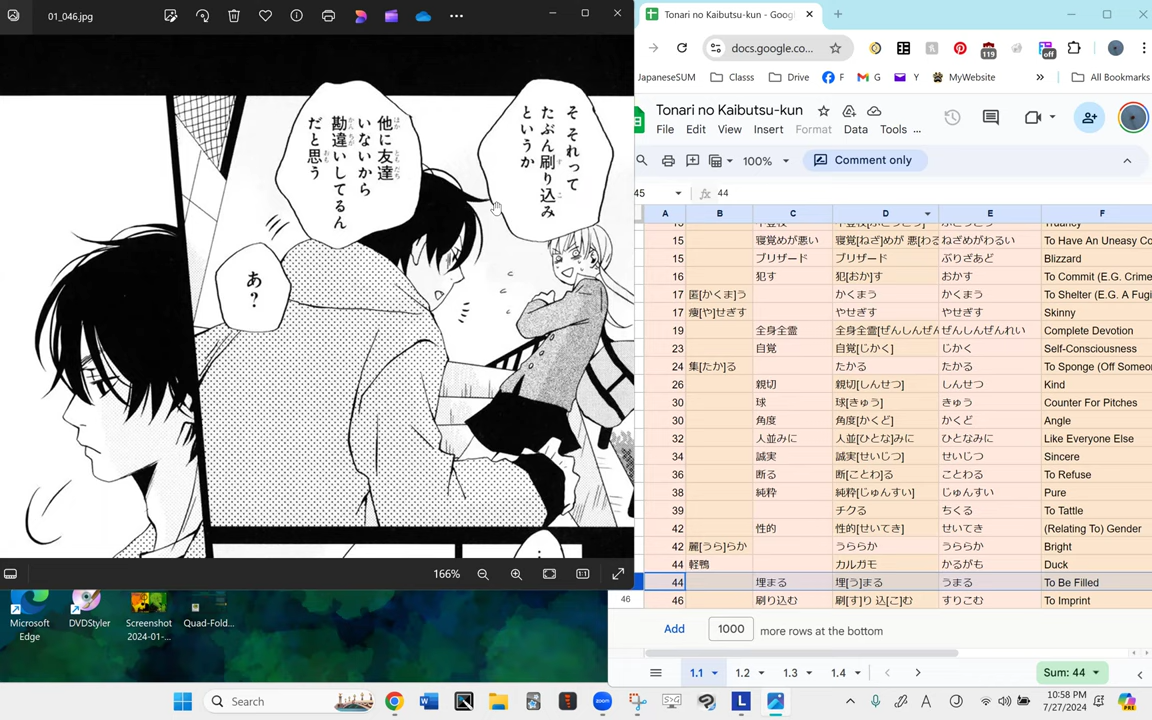 01_046.jpg
そ それって
たぶん刷り込み
というか
す
こ
他に友達
いないから
勘違いしてるん
だと思う
ほか
ともだち
かんちが
おも
あ?
166%
Microsoft
Edge
DVDStyler
Screenshot
2024-01-...
Quad-Fold...
Tonari no Kaibutsu-kun - Goog
docs.google.co...
119
off
JapaneseSUM
Classs
Drive
F
G
Y
MyWebsite
All Bookmarks
Tonari no Kaibutsu-kun
File Edit View Insert Format Data Tools ...
100%
Comment only
45
fx 44
A B C D E F
15 寝覚めが悪い 寝覚[ねざ]めが 悪[わる ねざめがわるい To Have An Uneasy Co
15 ブリザード ブリザード ぶりざあど Blizzard
16 犯す 犯[おか]す おかす To Commit (E.G. Crime
17 匿[かくま]う かくまう かくまう To Shelter (E.G. A Fugi
17 痩[や]せぎす やせぎす やせぎす Skinny
19 全身全霊 全身全霊[ぜんしんぜん ぜんしんぜんれい Complete Devotion
23 自覚 自覚[じかく] じかく Self-Consciousness
24 集[たか]る たかる たかる To Sponge (Off Someo
26 親切 親切[しんせつ] しんせつ Kind
30 球 球[きゅう] きゅう Counter For Pitches
30 角度 角度[かくど] かくど Angle
32 人並みに 人並[ひとな]みに ひとなみに Like Everyone Else
34 誠実 誠実[せいじつ] せいじつ Sincere
36 断る 断[ことわ]る ことわる To Refuse
38 純粋 純粋[じゅんすい] じゅんすい Pure
39 チクる ちくる To Tattle
42 性的 性的[せいてき] せいてき (Relating To) Gender
42 麗[うら]らか うららか うららか Bright
44 軽鴨 カルガモ かるがも Duck
44 埋まる 埋[う]まる うまる To Be Filled
46 46 刷り込む 刷[す]り 込[こ]む すりこむ To Imprint
Add 1000 more rows at the bottom
1.1 1.2 1.3 1.4
Sum: 44
Search
10:58 PM
7/27/2024